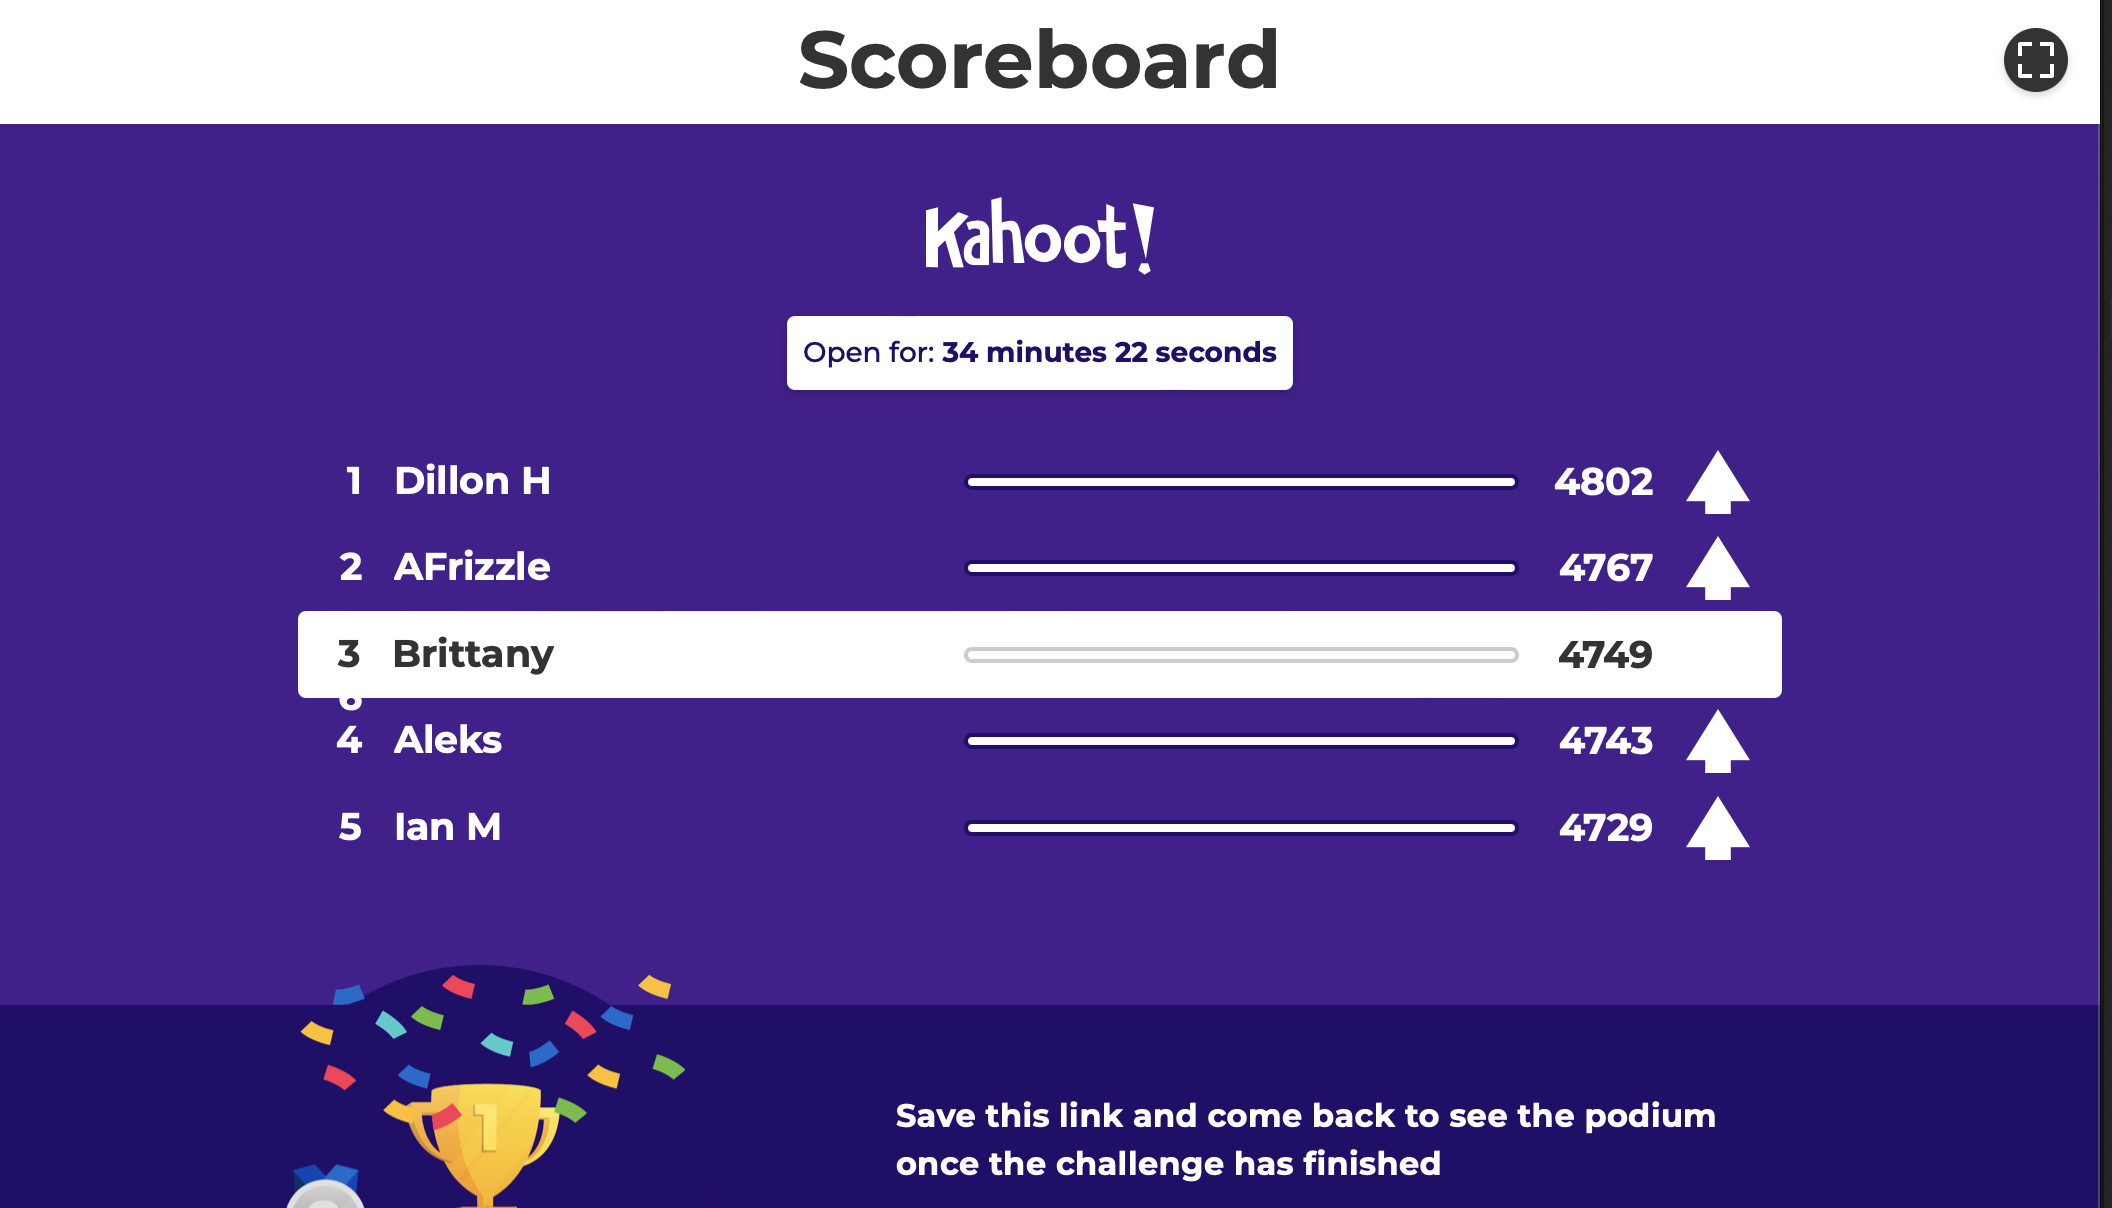 Scoreboard
Kahoot!
Open for: 34 minutes 22 seconds
1 Dillon H 4802
2 AFrizzle 4767
3 Brittany 4749
6
4 Aleks 4743
5 Ian M 4729
1
Save this link and come back to see the podium
once the challenge has finished